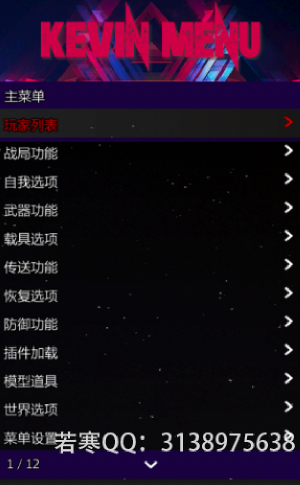 KEVIN MENU
主菜单
玩家列表
战局功能
自我选项
武器功能
载具选项
传送功能
恢复选项
防御功能
插件加载
模型道具
世界选项
菜单设置
若寒QQ：3138975638
1 / 12